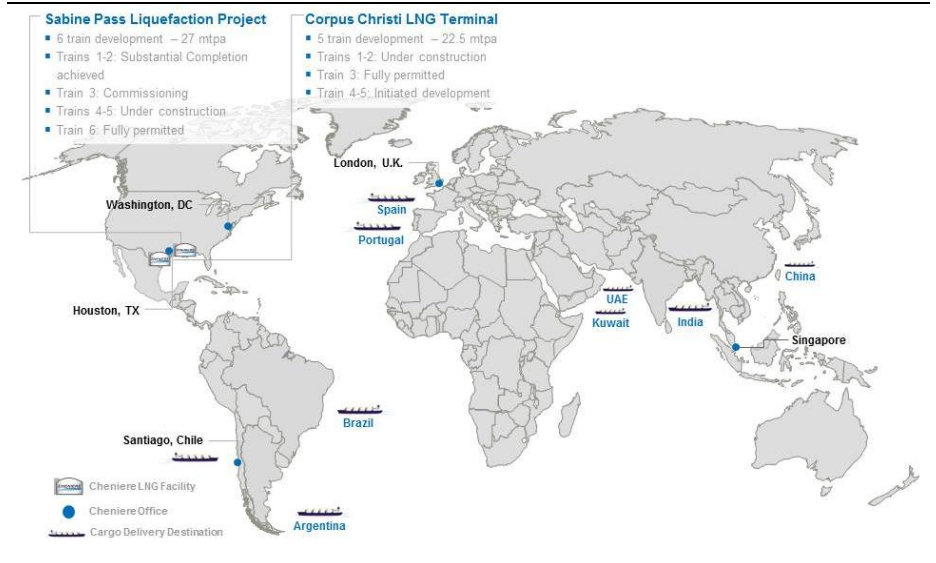 Sabine Pass Liquefaction Project
▪ 6 train development – 27 mtpa
▪ Trains 1-2: Substantial Completion
achieved
▪ Train 3: Commissioning
▪ Trains 4-5: Under construction
▪ Train 6: Fully permitted
Corpus Christi LNG Terminal
▪ 5 train development – 22.5 mtpa
▪ Trains 1-2: Under construction
▪ Train 3: Fully permitted
▪ Train 4-5: Initiated development
London, U.K.
Washington, DC
Spain
Portugal
China
UAE
Kuwait
India
Houston, TX
Singapore
Brazil
Santiago, Chile
CHENIERE
Cheniere LNG Facility
Cheniere Office
Cargo Delivery Destination
Argentina